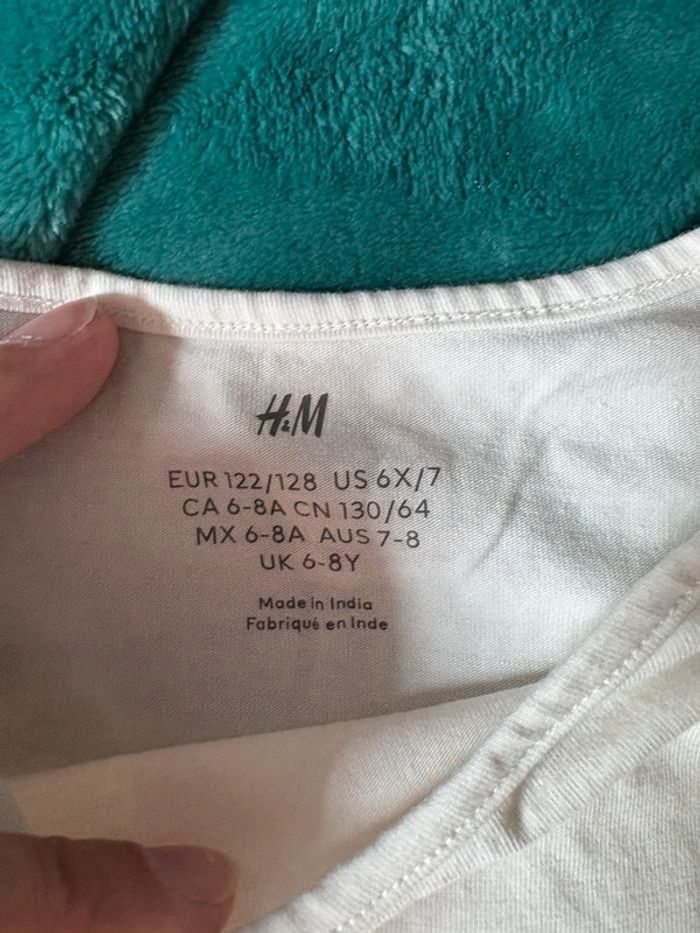 H&M
EUR 122/128 US 6X/7
CA 6-8A CN 130/64
MX 6-8A AUS 7-8
UK 6-8Y
Made in India
Fabriqué en Inde